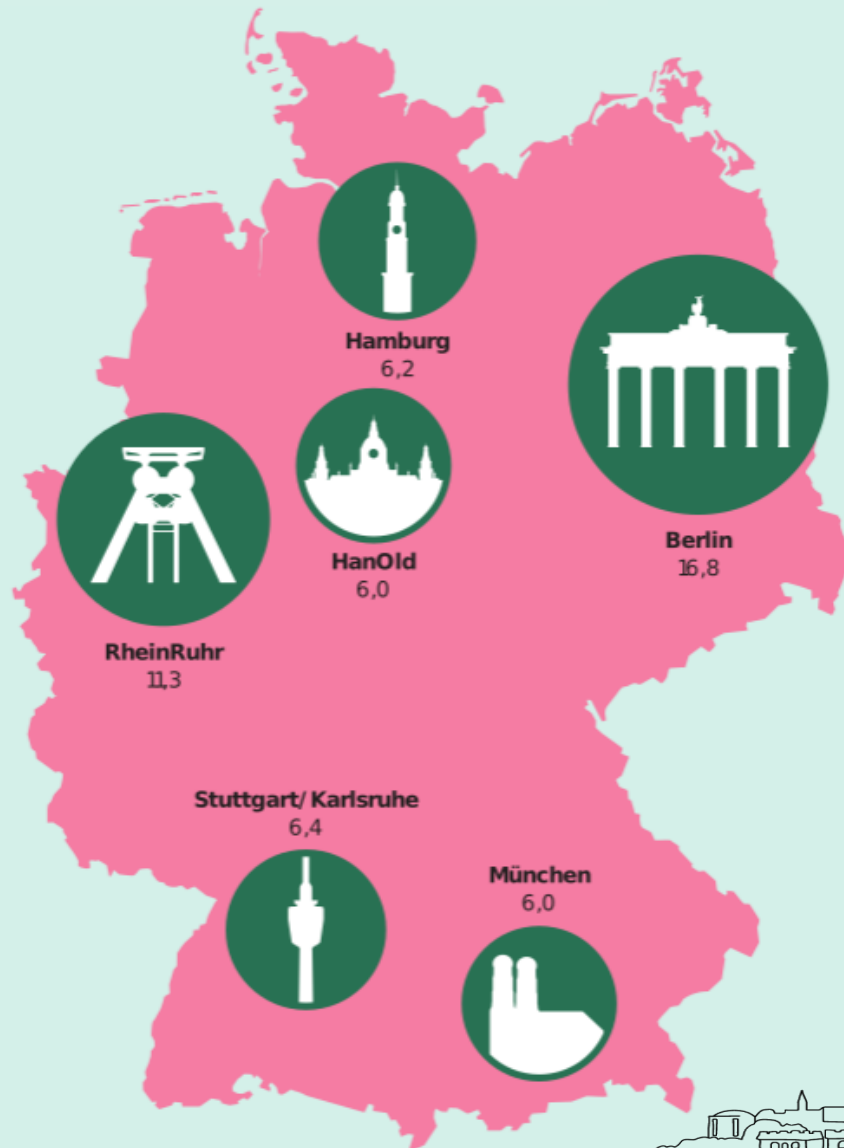 Hamburg
6,2
HanOld
6,0
Berlin
16,8
RheinRuhr
11,3
Stuttgart/ Karlsruhe
6,4
München
6,0